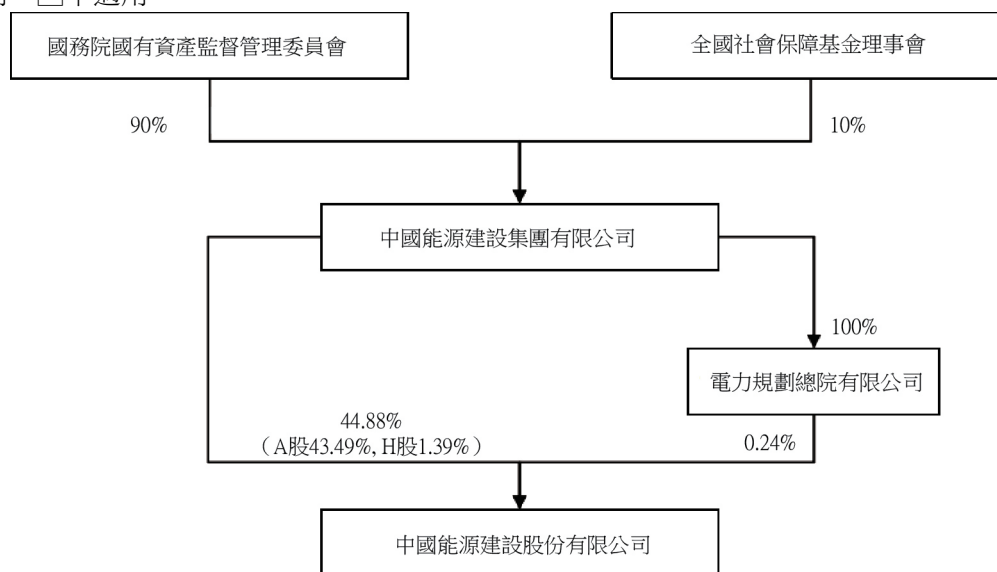 國務院國有資產監督管理委員會
全國社會保障基金理事會
90%
10%
中國能源建設集團有限公司
100%
電力規劃總院有限公司
44.88%
（A股43.49%, H股1.39%）
0.24%
中國能源建設股份有限公司